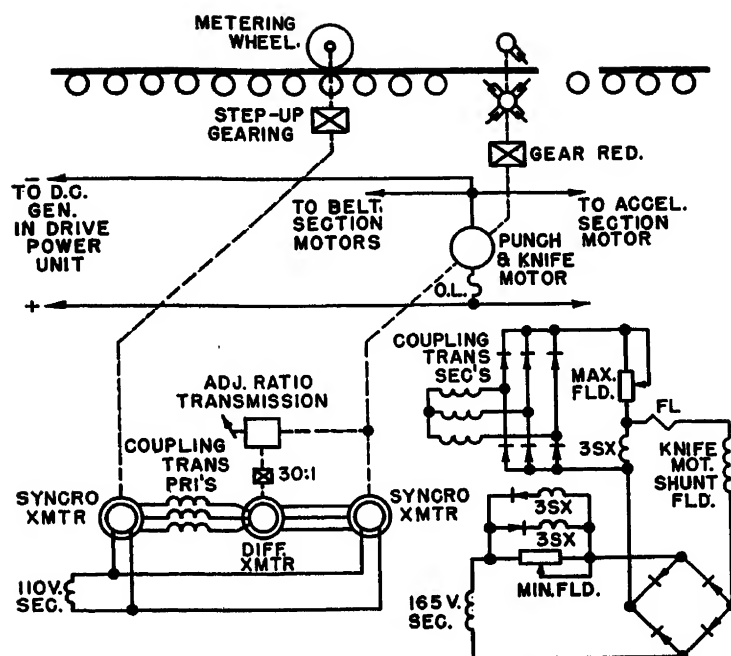 METERING
WHEEL.
STEP-UP
GEARING
GEAR RED.
−
TO D.C.
GEN.
IN DRIVE
POWER
UNIT
TO BELT.
SECTION
MOTORS
TO ACCEL.
SECTION
MOTOR
PUNCH
& KNIFE
MOTOR
O.L.
+
COUPLING
TRANS
SEC'S
MAX.
FLD.
FL
3SX
KNIFE
MOT.
SHUNT
FLD.
ADJ. RATIO
TRANSMISSION
COUPLING
TRANS
PRI'S
30:1
SYNCRO
XMTR
SYNCRO
XMTR
DIFF.
XMTR
110V.
SEC.
3SX
3SX
MIN.FLD.
165 V.
SEC.